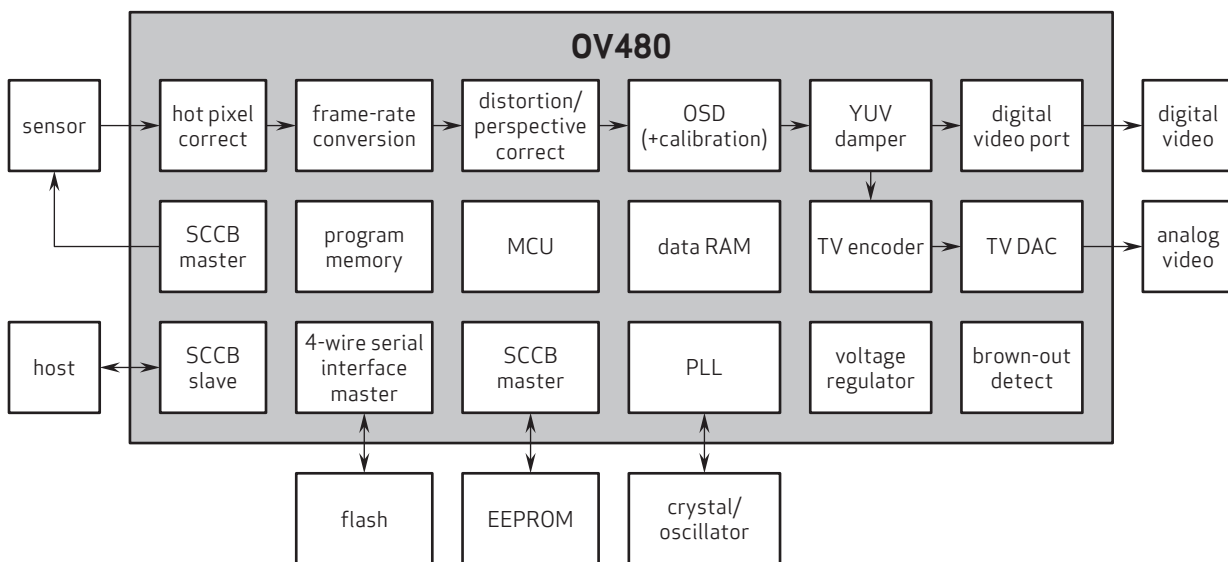 OV480
sensor
hot pixel
correct
frame-rate
conversion
distortion/
perspective
correct
OSD
(+calibration)
YUV
damper
digital
video port
digital
video
SCCB
master
program
memory
MCU
data RAM
TV encoder
TV DAC
analog
video
host
SCCB
slave
4-wire serial
interface
master
SCCB
master
PLL
voltage
regulator
brown-out
detect
flash
EEPROM
crystal/
oscillator